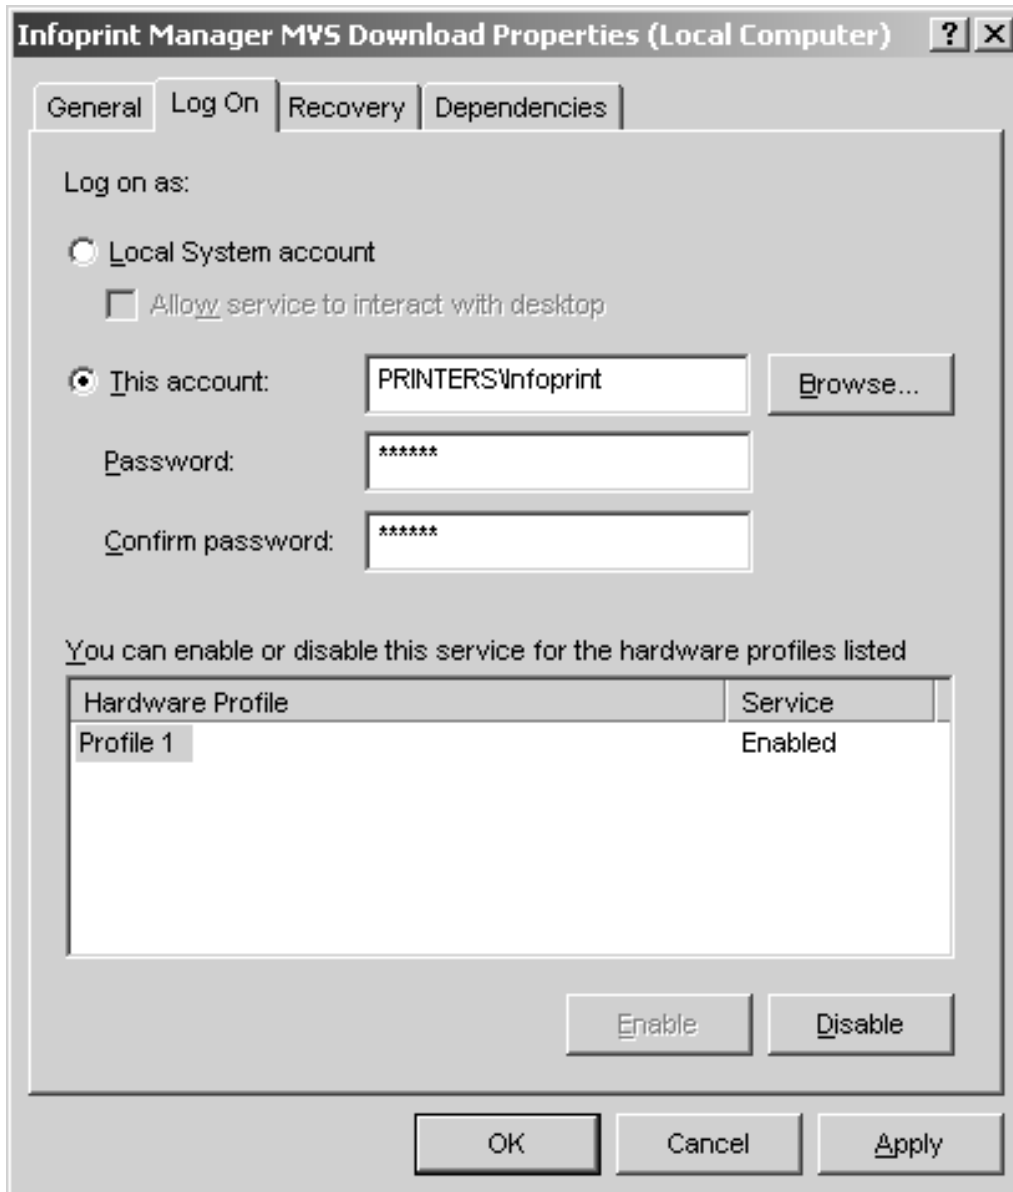 Infoprint Manager MVS Download Properties (Local Computer)
General Log On Recovery Dependencies
Log on as:
Local System account
Allow service to interact with desktop
This account: PRINTERS\Infoprint Browse...
Password: ******
Confirm password: ******
You can enable or disable this service for the hardware profiles listed
Hardware Profile Service
Profile 1 Enabled
Enable Disable
OK Cancel Apply